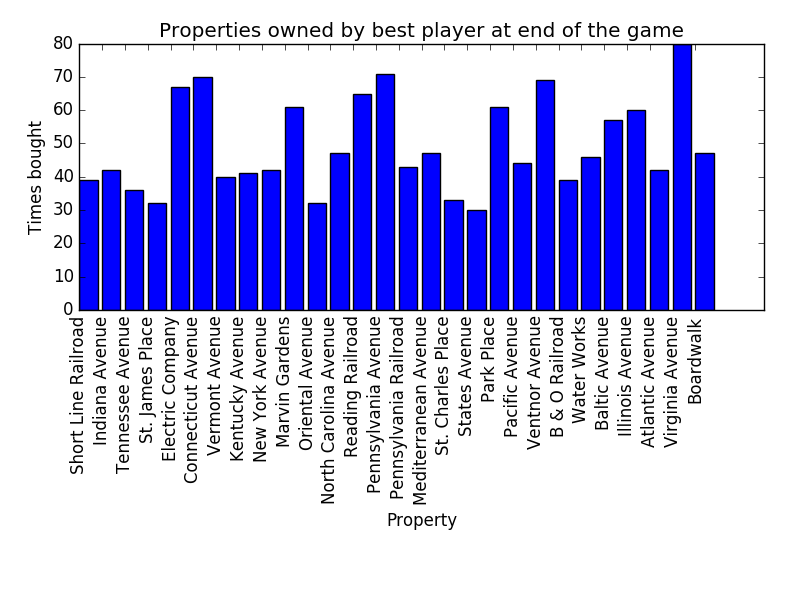 Properties owned by best player at end of the game
80
70
60
50
40
30
20
10
0
Times bought
Short Line Railroad
Indiana Avenue
Tennessee Avenue
St. James Place
Electric Company
Connecticut Avenue
Vermont Avenue
Kentucky Avenue
New York Avenue
Marvin Gardens
Oriental Avenue
North Carolina Avenue
Reading Railroad
Pennsylvania Avenue
Pennsylvania Railroad
Mediterranean Avenue
St. Charles Place
States Avenue
Park Place
Pacific Avenue
Ventnor Avenue
B & O Railroad
Water Works
Baltic Avenue
Illinois Avenue
Atlantic Avenue
Virginia Avenue
Boardwalk
Property